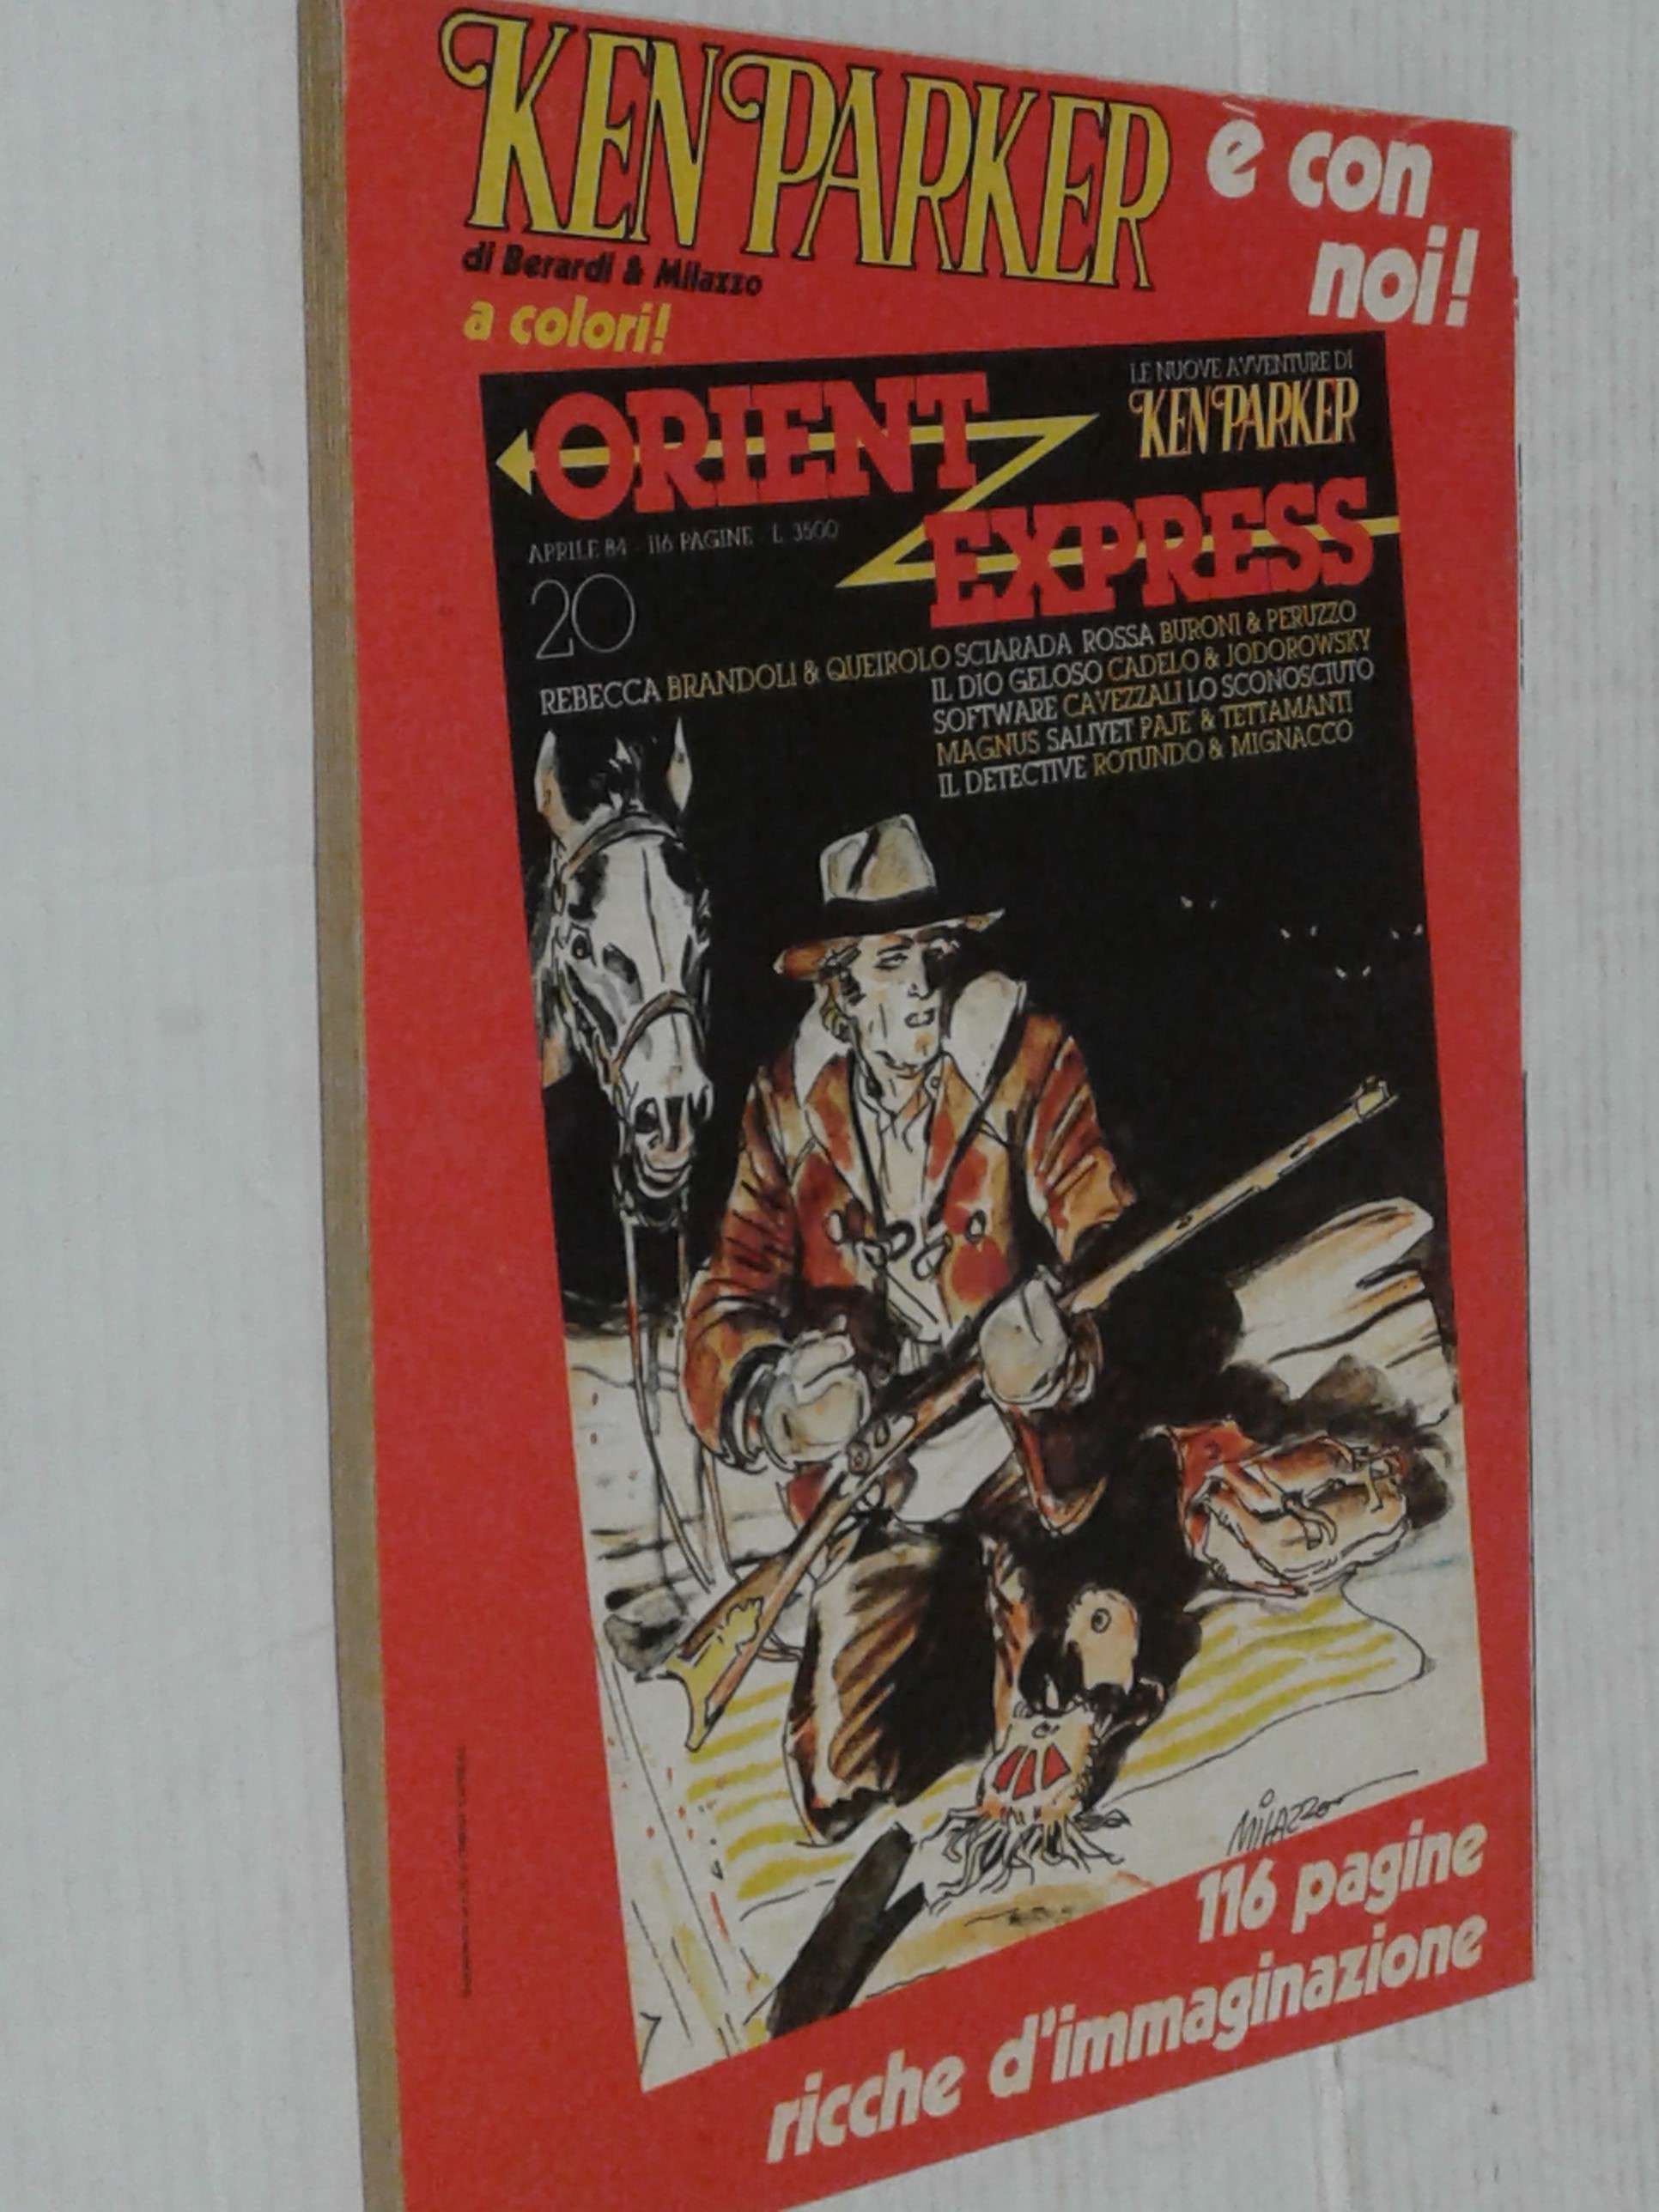 KEN PARKER
è con
noi!
di Berardi & Milazzo
a colori!
LE NUOVE AVVENTURE DI
KEN PARKER
ORIENT
EXPRESS
APRILE 84 - 116 PAGINE - L. 3500
20
REBECCA BRANDOLI & QUEIROLO SCIARADA ROSSA BURONI & PERUZZO
IL DIO GELOSO CADELO & JODOROWSKY
SOFTWARE CAVEZZALI LO SCONOSCIUTO
MAGNUS SALIYET PAJE' & TETTAMANTI
IL DETECTIVE ROTUNDO & MIGNACCO
MILAZZO
116 pagine
ricche d'immaginazione